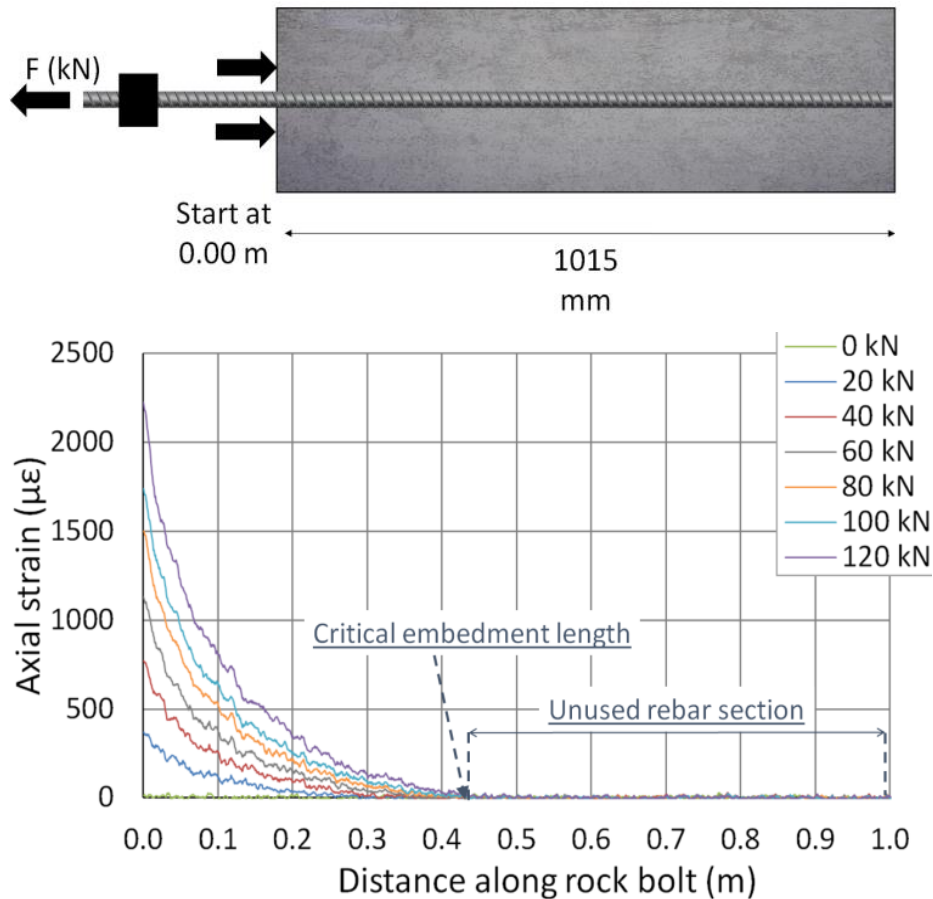 F (kN)
Start at
0.00 m
1015
mm
2500
2000
1500
1000
500
0
Axial strain (με)
0 kN
20 kN
40 kN
60 kN
80 kN
100 kN
120 kN
Critical embedment length
Unused rebar section
0.0 0.1 0.2 0.3 0.4 0.5 0.6 0.7 0.8 0.9 1.0
Distance along rock bolt (m)